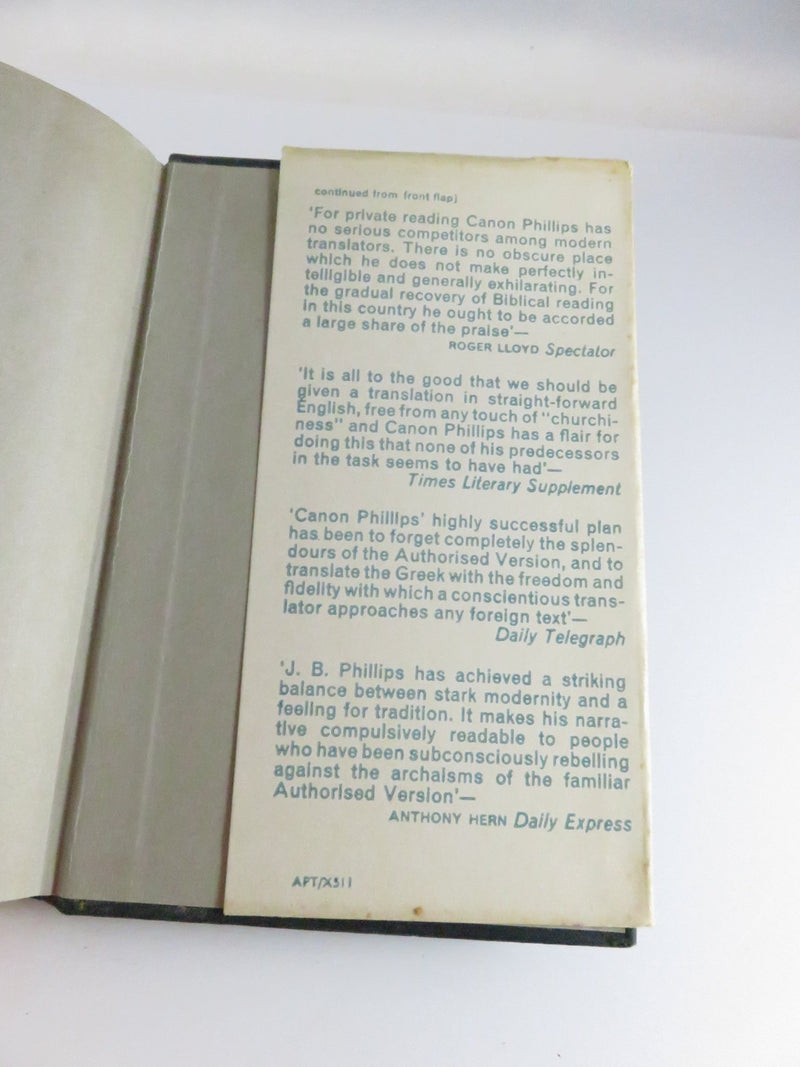 continued from front flap]
'For private reading Canon Phillips has
no serious competitors among modern
translators. There is no obscure place
which he does not make perfectly in-
telligible and generally exhilarating. For
the gradual recovery of Biblical reading
in this country he ought to be accorded
a large share of the praise'—
ROGER LLOYD Spectator
'It is all to the good that we should be
given a translation in straight-forward
English, free from any touch of "churchi-
ness" and Canon Phillips has a flair for
doing this that none of his predecessors
in the task seems to have had'—
Times Literary Supplement
'Canon Phillips' highly successful plan
has been to forget completely the splen-
dours of the Authorised Version, and to
translate the Greek with the freedom and
fidelity with which a conscientious trans-
lator approaches any foreign text'—
Daily Telegraph
'J. B. Phillips has achieved a striking
balance between stark modernity and a
feeling for tradition. It makes his narra-
tive compulsively readable to people
who have been subconsciously rebelling
against the archaisms of the familiar
Authorised Version'—
ANTHONY HERN Daily Express
APT/X511